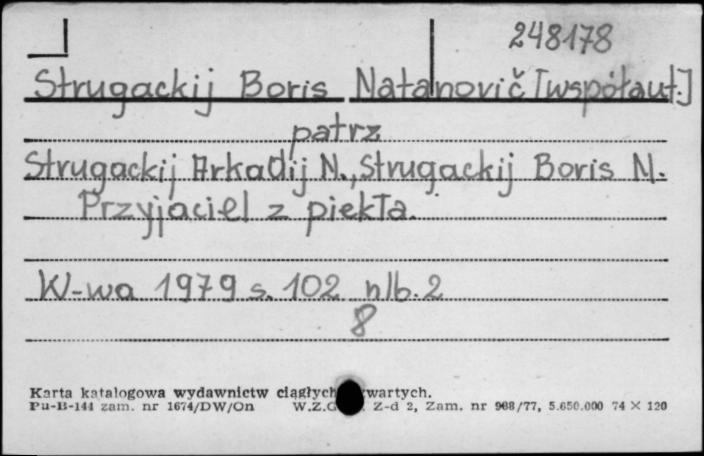 248178
Strugackij Boris Natanovič [współaut.]
patrz
Strugackij Arkadij N., Strugackij Boris N.
Przyjaciel z piekła.
W-wa 1979 s. 102 nlb. 2
8
Karta katalogowa wydawnictw ciągłych wartych.
Pu-B-144 zam. nr 1674/DW/On W.Z.G. Z-d 2, Zam. nr 988/77, 5.650.000 74 × 120